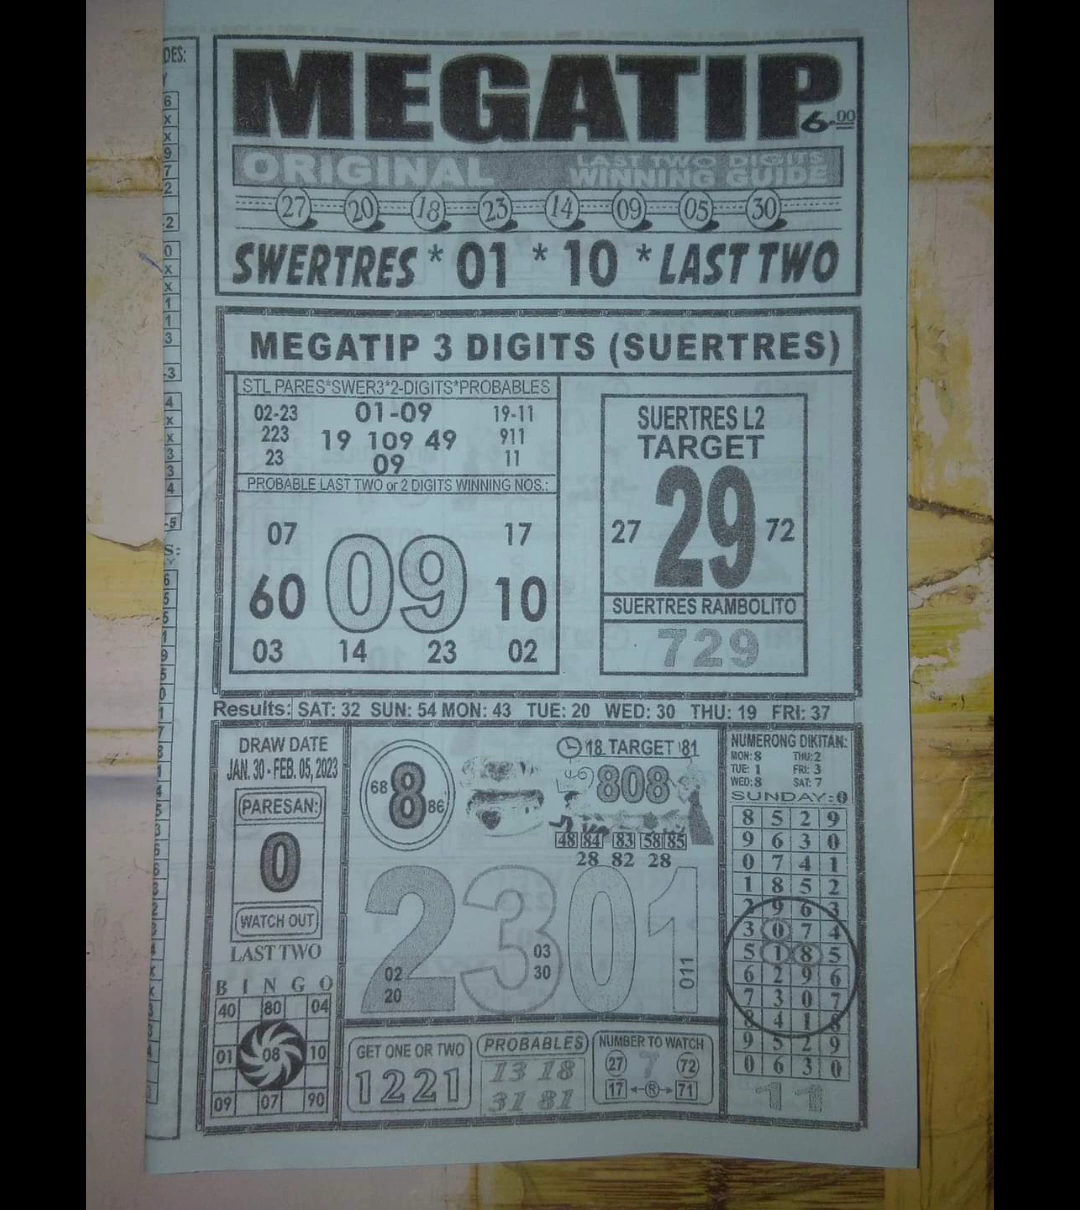 MEGATIP 6.00
ORIGINAL LAST TWO DIGITS WINNING GUIDE
27 20 18 23 14 09 05 30
SWERTRES * 01 * 10 * LAST TWO
MEGATIP 3 DIGITS (SUERTRES)
STL PARES*SWER3*2-DIGITS*PROBABLES
02-23 01-09 19-11
223 19 109 49 911
23 09 11
PROBABLE LAST TWO or 2 DIGITS WINNING NOS.:
07 17
60 09 10
03 14 23 02
SUERTRES L2
TARGET
27 29 72
SUERTRES RAMBOLITO
729
Results: SAT: 32 SUN: 54 MON: 43 TUE: 20 WED: 30 THU: 19 FRI: 37
DRAW DATE
JAN. 30 - FEB. 05, 2023
PARESAN:
0
WATCH OUT
LAST TWO
B I N G O
40 80 04
01 08 10
09 07 90
68 8 86
18 TARGET 81
808
48 84 83 58 85
28 82 28
2301
02
20
03
30
011
GET ONE OR TWO
1221
PROBABLES
13 18
31 81
NUMBER TO WATCH
27 7 72
17 R 71
NUMERONG DIKITAN:
MON: 8 THU: 2
TUE: 1 FRI: 3
WED: 8 SAT: 7
SUNDAY: 0
8 5 2 9
9 6 3 0
0 7 4 1
1 8 5 2
2 9 6 3
3 0 7 4
5 1 8 5
6 2 9 6
7 3 0 7
8 4 1 8
9 5 2 9
0 6 3 0
11